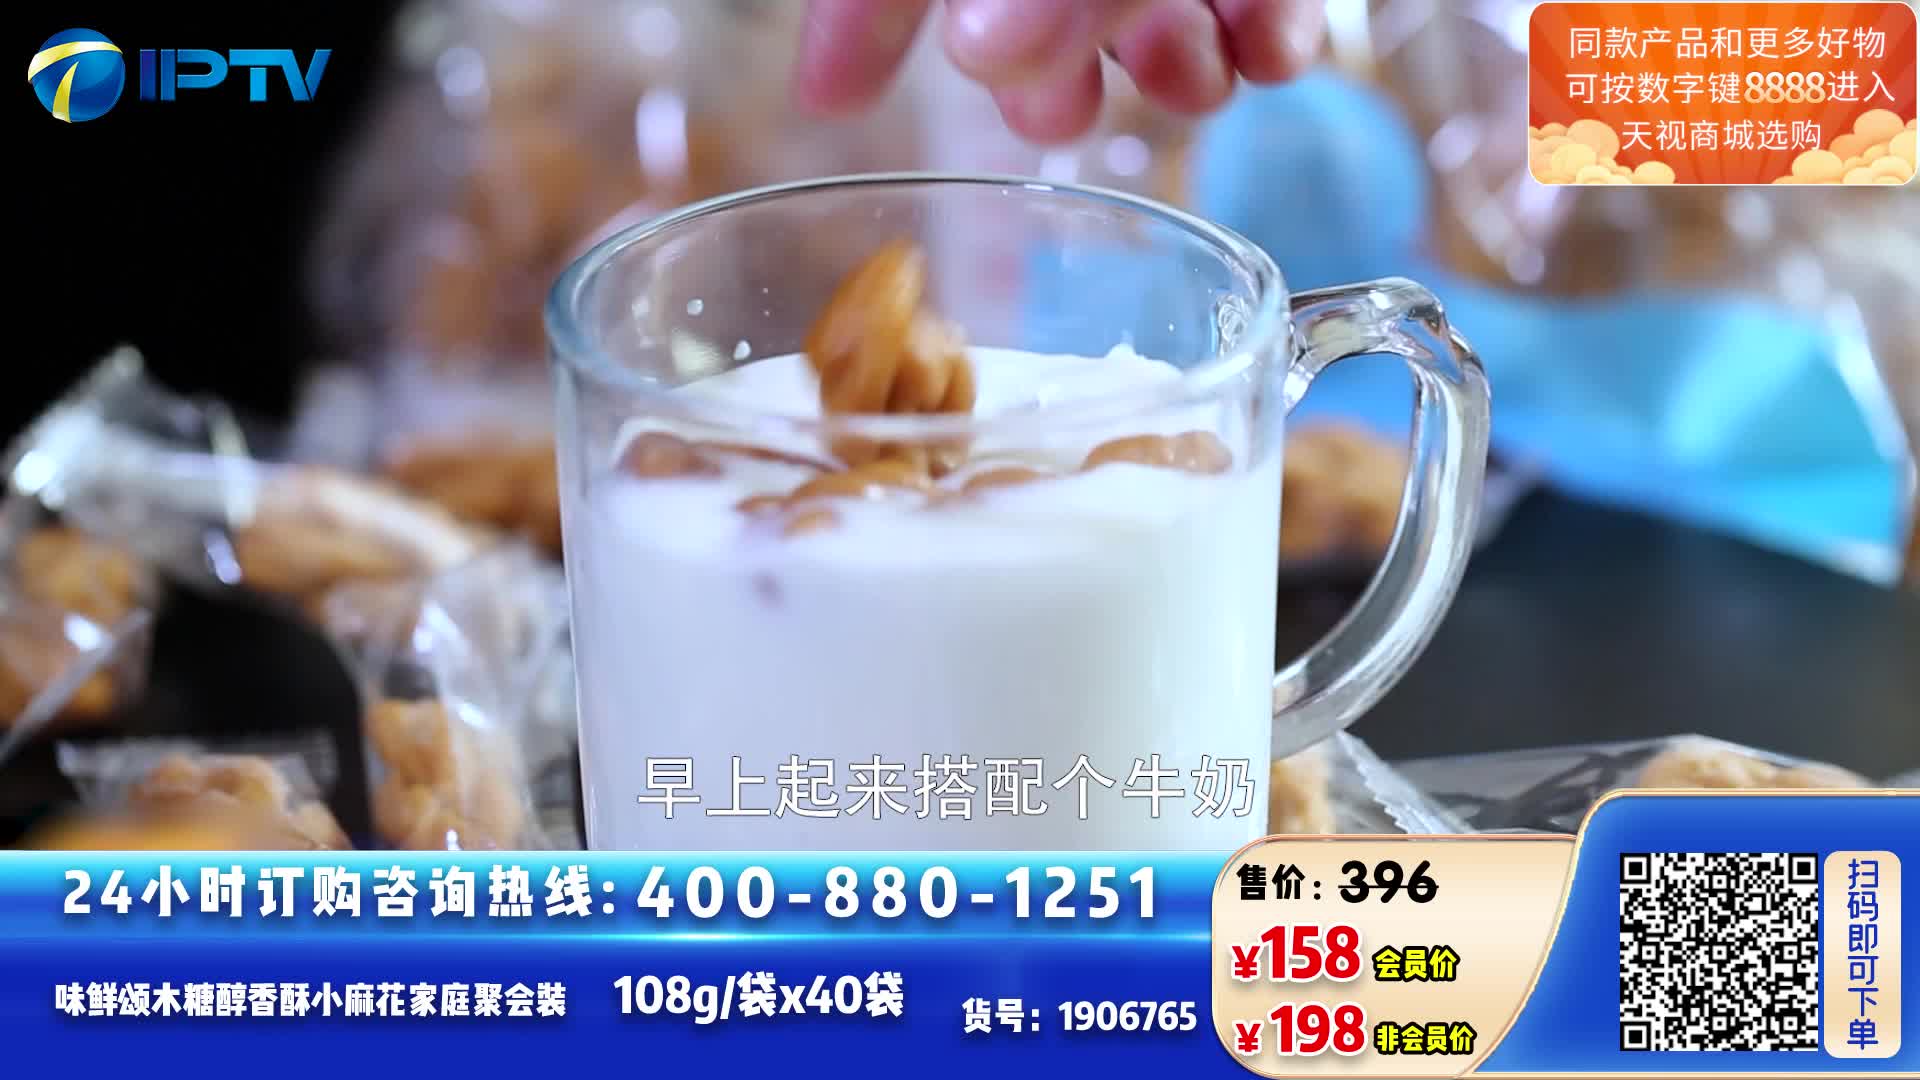 IPTV
同款产品和更多好物
可按数字键8888进入
天视商城选购
早上起来搭配个牛奶
24小时订购咨询热线:400-880-1251
味鲜颂木糖醇香酥小麻花家庭聚会装 108g/袋x40袋 货号：1906765
售价：396
¥158 会员价
¥198 非会员价
扫码即可下单